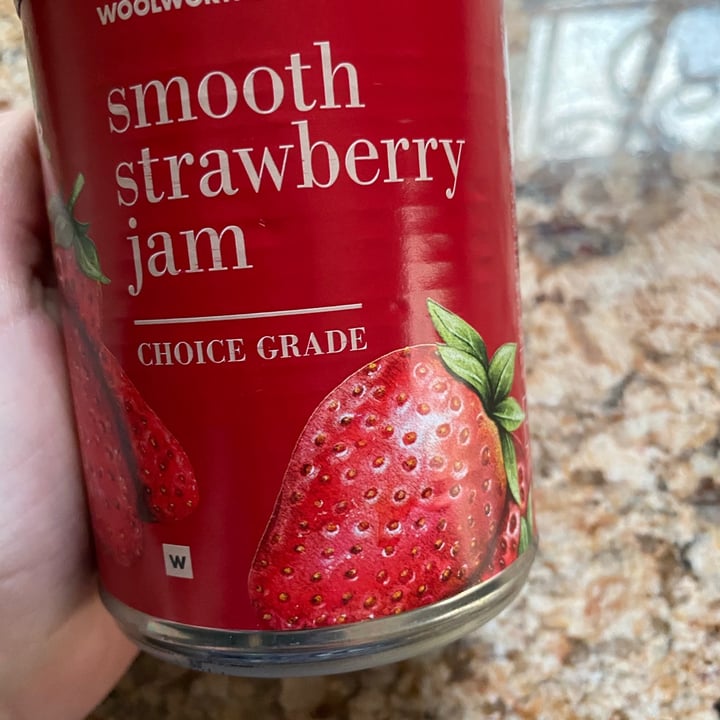 smooth
strawberry
jam
CHOICE GRADE
W